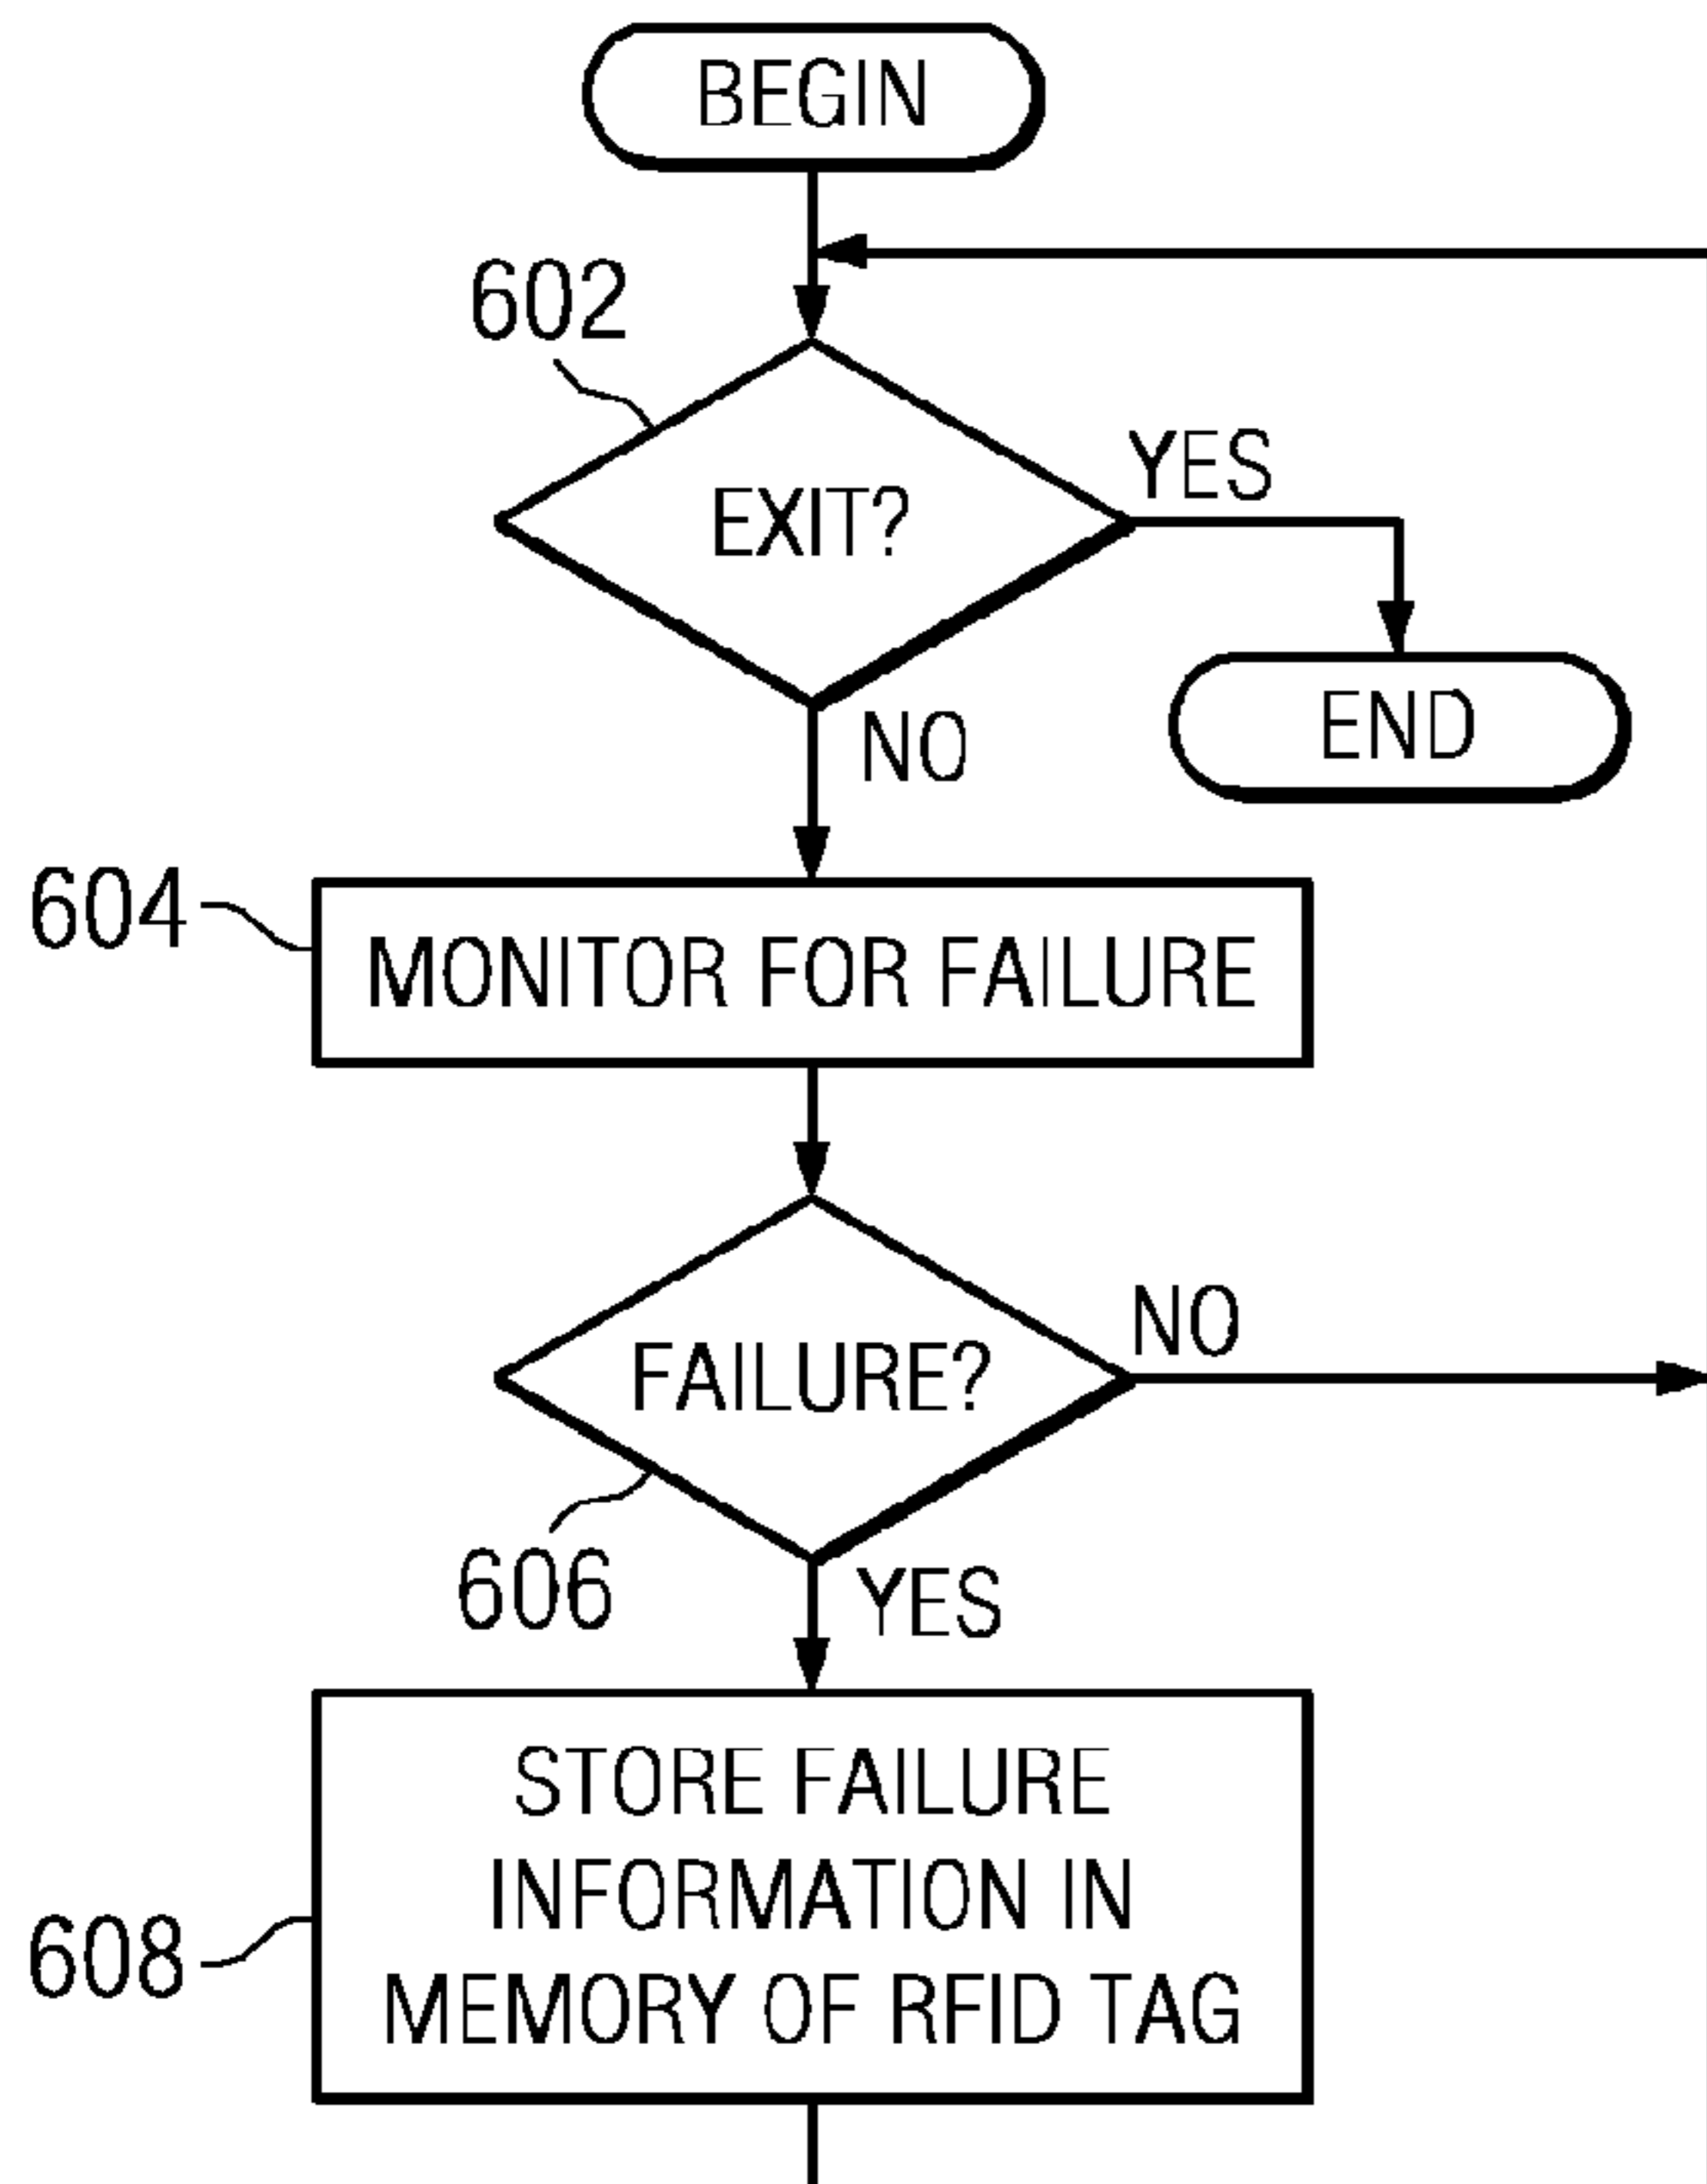 BEGIN
602
EXIT?
YES
END
NO
604
MONITOR FOR FAILURE
FAILURE?
NO
606
YES
608
STORE FAILURE
INFORMATION IN
MEMORY OF RFID TAG